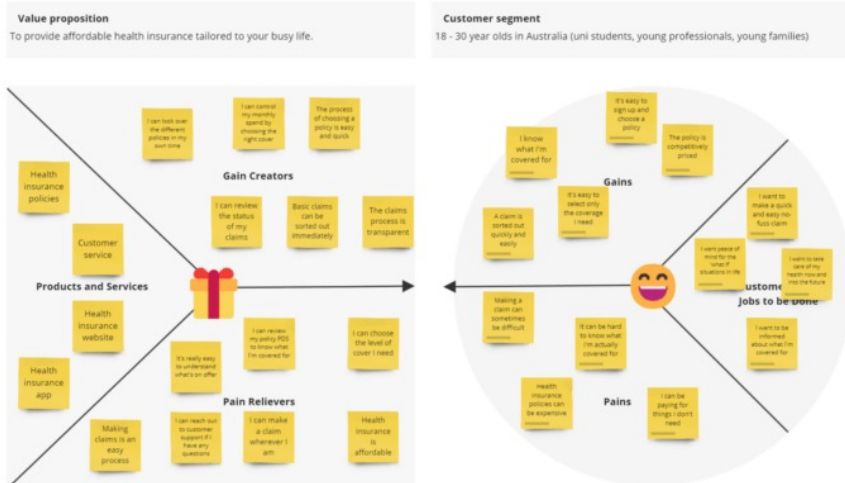 Value proposition
To provide affordable health insurance tailored to your busy life.
Customer segment
18 - 30 year olds in Australia (uni students, young professionals, young families)
I can look over
the different
policies in my
own time
I can control
my monthly
spend by
choosing the
right cover
The process
of choosing a
policy is easy
and quick
Health
insurance
policies
Gain Creators
I can review
the status
of my
claims
Basic claims
can be
sorted out
immediately
The claims
process is
transparent
Customer
service
Products and Services
Health
insurance
website
Health
insurance
app
I can review
my policy PDS
to know what
I'm covered for
I can choose
the level of
cover I need
It's really easy
to understand
what's on offer
Pain Relievers
Making
claims is an
easy
process
I can reach out
to customer
support if I
have any
questions
I can make
a claim
wherever I
am
Health
insurance
is
affordable
It's easy to
sign up and
choose a
policy
I know
what I'm
covered for
The policy is
competitively
priced
Gains
It's easy to
select only
the coverage
I need
A claim is
sorted out
quickly and
easily
I want to
make a quick
and easy no-
fuss claim
I want peace of
mind for the
'what if'
situations in life
I want to take
care of my
health now and
into the future
ustome
Jobs to be Done
I want to be
informed
about what I'm
covered for
Making a
claim can
sometimes
be difficult
It can be hard
to know what
I'm actually
covered for
Health
insurance
policies can
be expensive
Pains
I can be
paying for
things I don't
need